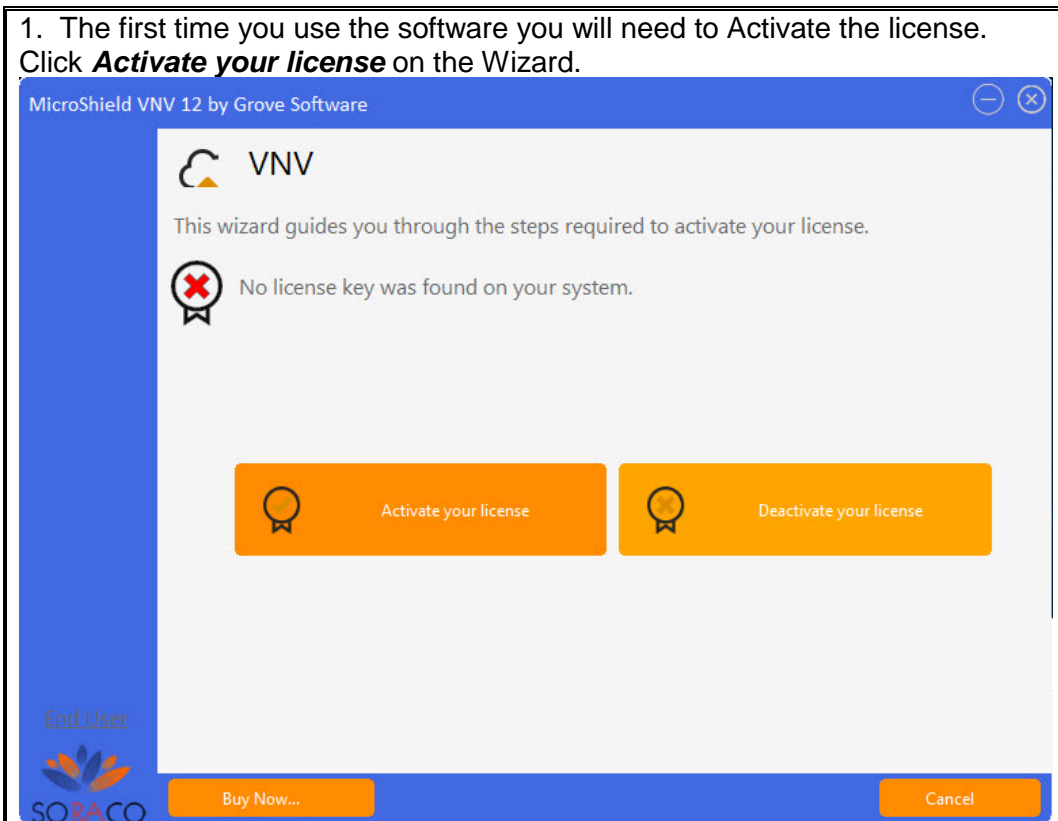 1. The first time you use the software you will need to Activate the license.
Click Activate your license on the Wizard.
MicroShield VNV 12 by Grove Software
VNV
This wizard guides you through the steps required to activate your license.
No license key was found on your system.
Activate your license
Deactivate your license
End User
SORACO
Buy Now...
Cancel